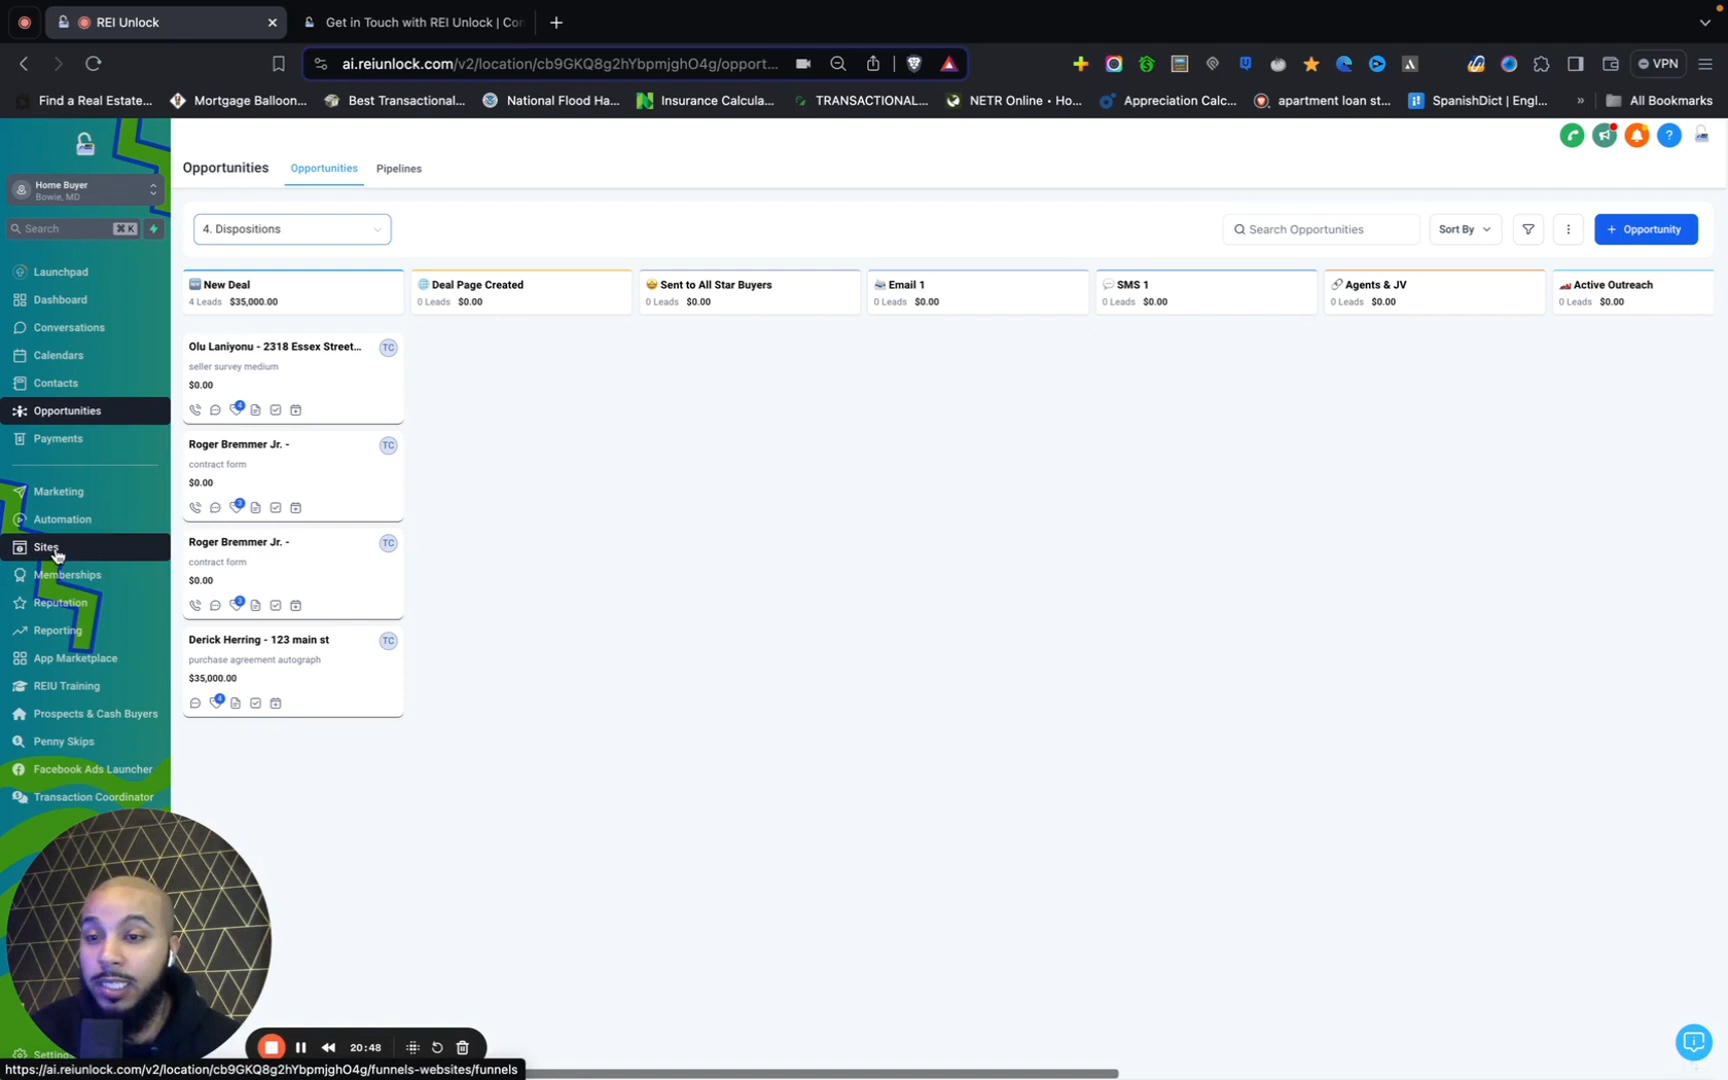 REI Unlock
Get in Touch with REI Unlock | Con
ai.reiunlock.com/v2/location/cb9GKQ8g2hYbpmjghO4g/opport...
VPN
Find a Real Estate...
Mortgage Balloon...
Best Transactional...
National Flood Ha...
Insurance Calcula...
TRANSACTIONAL...
NETR Online • Ho...
Appreciation Calc...
apartment loan st...
SpanishDict | Engl...
»
All Bookmarks
Home Buyer
Bowie, MD
Search
⌘ K
Launchpad
Dashboard
Conversations
Calendars
Contacts
Opportunities
Payments
Marketing
Automation
Sites
Memberships
Reputation
Reporting
App Marketplace
REIU Training
Prospects & Cash Buyers
Penny Skips
Facebook Ads Launcher
Transaction Coordinator
Opportunities
Opportunities
Pipelines
4. Dispositions
Search Opportunities
Sort By
+ Opportunity
New Deal
4 Leads $35,000.00
Deal Page Created
0 Leads $0.00
Sent to All Star Buyers
0 Leads $0.00
Email 1
0 Leads $0.00
SMS 1
0 Leads $0.00
Agents & JV
0 Leads $0.00
Active Outreach
0 Leads $0.00
Olu Laniyonu - 2318 Essex Street...
TC
seller survey medium
$0.00
4
Roger Bremmer Jr. -
TC
contract form
$0.00
3
Roger Bremmer Jr. -
TC
contract form
$0.00
3
Derick Herring - 123 main st
TC
purchase agreement autograph
$35,000.00
4
20:48
https://ai.reiunlock.com/v2/location/cb9GKQ8g2hYbpmjghO4g/funnels-websites/funnels